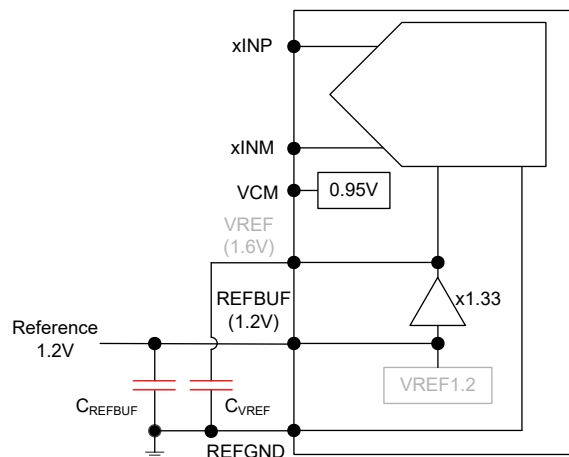 xINP
xINM
VCM
0.95V
VREF
(1.6V)
REFBUF
(1.2V)
x1.33
Reference
1.2V
VREF1.2
CREFBUF
CVREF
REFGND